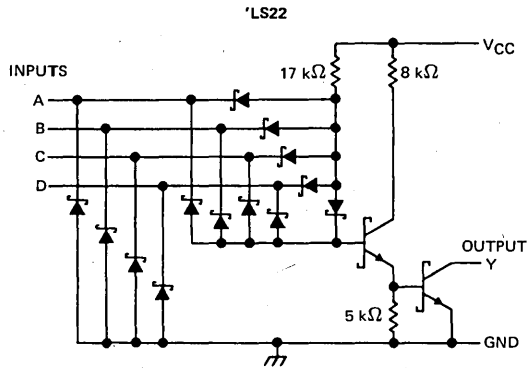 'LS22
VCC
17 kΩ
8 kΩ
INPUTS
A
B
C
D
OUTPUT
Y
5 kΩ
GND